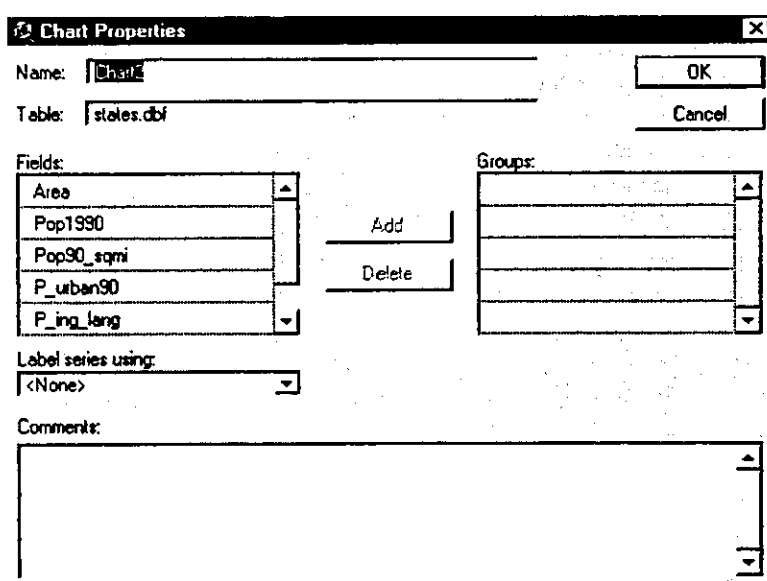 Chart Properties
Name:
OK
Table: states.dbf
Cancel
Fields:
Groups:
Area
Pop1990
Pop90_sqmi
P_urban90
P_ing_lang
Add
Delete
Label series using:
<None>
Comments: